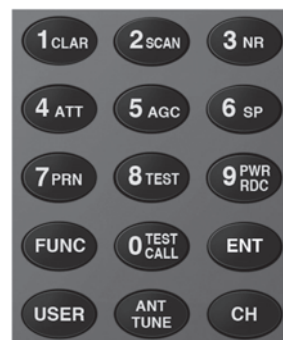 1 CLAR 2 SCAN 3 NR
4 ATT 5 AGC 6 SP
7 PRN 8 TEST 9 PWR RDC
FUNC 0 TEST CALL ENT
USER ANT TUNE CH